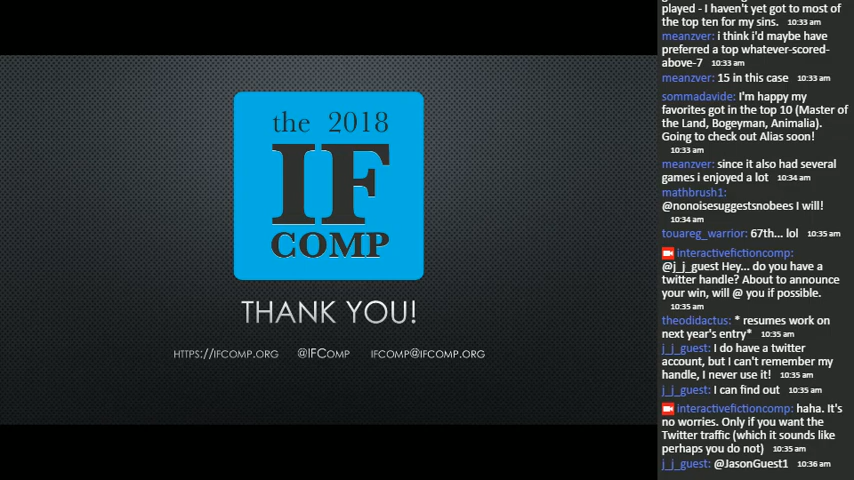 the 2018
IF
COMP
THANK YOU!
HTTPS://IFCOMP.ORG @IFComp IFCOMP@IFCOMP.ORG
played - I haven't yet got to most of
the top ten for my sins. 10:33 am
meanzver: i think i'd maybe have
preferred a top whatever-scored-
above-7 10:33 am
meanzver: 15 in this case 10:33 am
sommadavide: I'm happy my
favorites got in the top 10 (Master of
the Land, Bogeyman, Animalia).
Going to check out Alias soon!
10:33 am
meanzver: since it also had several
games i enjoyed a lot 10:34 am
mathbrush1:
@nonoisesuggestsnobees I will!
10:34 am
touareg_warrior: 67th... lol 10:35 am
interactivefictioncomp:
@j_j_guest Hey... do you have a
twitter handle? About to announce
your win, will @ you if possible.
10:35 am
theodidactus: * resumes work on
next year's entry* 10:35 am
j_j_guest: I do have a twitter
account, but I can't remember my
handle, I never use it! 10:35 am
j_j_guest: I can find out 10:35 am
interactivefictioncomp: haha. It's
no worries. Only if you want the
Twitter traffic (which it sounds like
perhaps you do not) 10:35 am
j_j_guest: @JasonGuest1 10:36 am